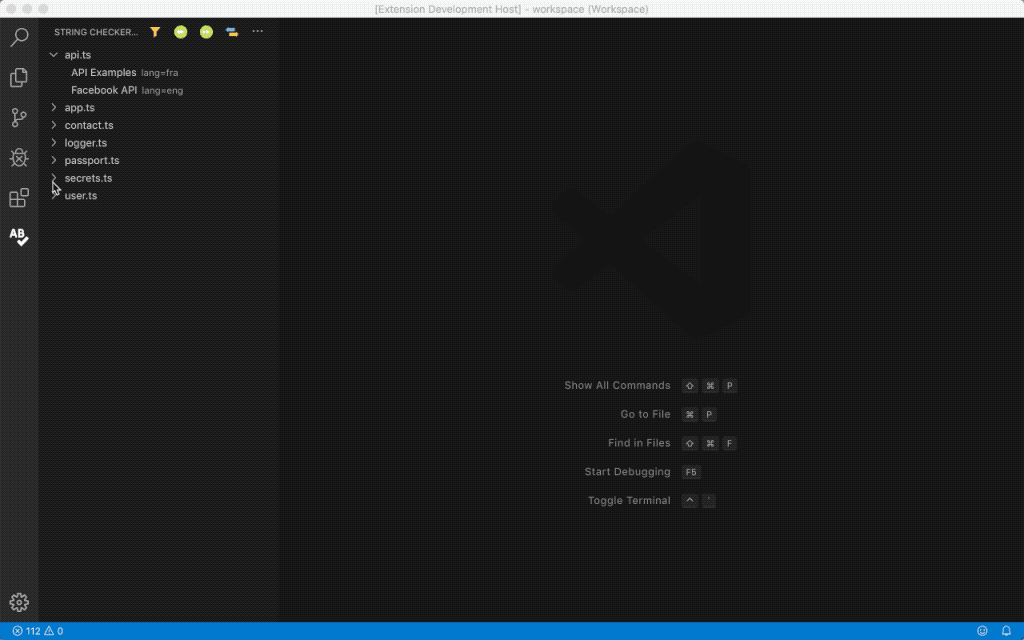 [Extension Development Host] - workspace (Workspace)
STRING CHECKER...
api.ts
API Examples lang=fra
Facebook API lang=eng
app.ts
contact.ts
logger.ts
passport.ts
secrets.ts
user.ts
AB
Show All Commands ⇧ ⌘ P
Go to File ⌘ P
Find in Files ⇧ ⌘ F
Start Debugging F5
Toggle Terminal ^ `
112 0